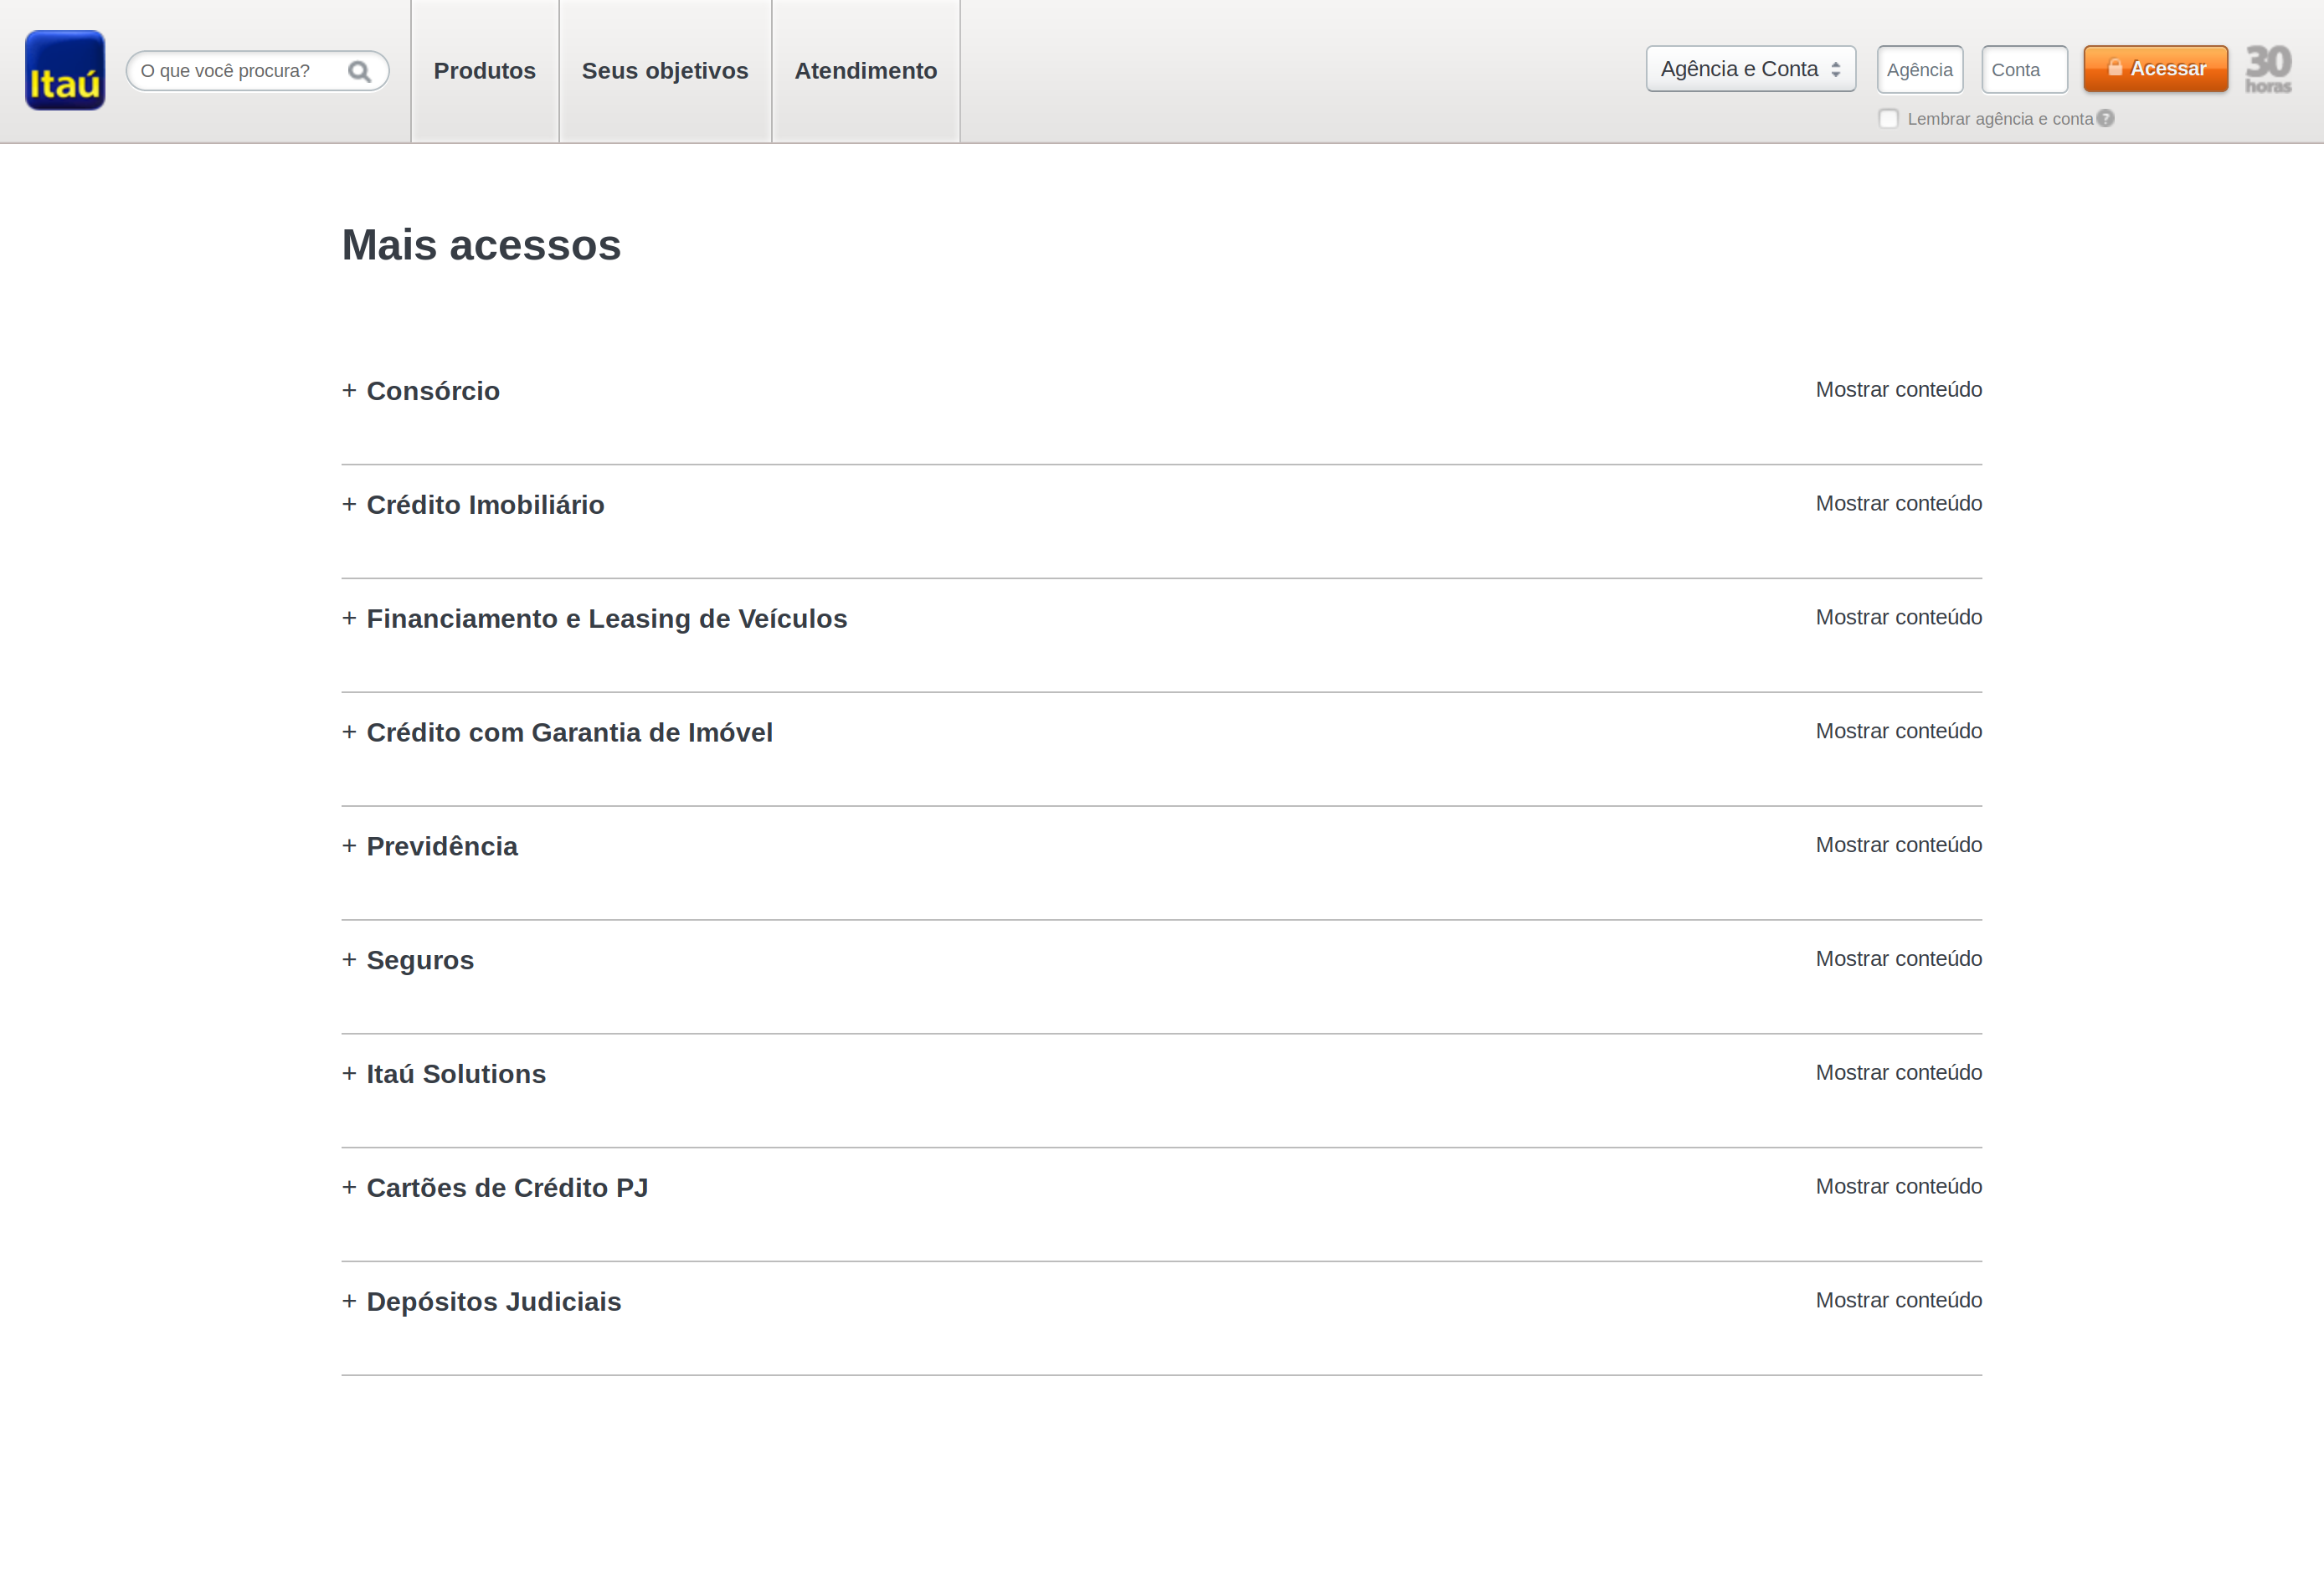 Itaú
O que você procura?
Produtos
Seus objetivos
Atendimento
Agência e Conta
Agência
Conta
Acessar
30 horas
Lembrar agência e conta ?
Mais acessos
+ Consórcio Mostrar conteúdo
+ Crédito Imobiliário Mostrar conteúdo
+ Financiamento e Leasing de Veículos Mostrar conteúdo
+ Crédito com Garantia de Imóvel Mostrar conteúdo
+ Previdência Mostrar conteúdo
+ Seguros Mostrar conteúdo
+ Itaú Solutions Mostrar conteúdo
+ Cartões de Crédito PJ Mostrar conteúdo
+ Depósitos Judiciais Mostrar conteúdo